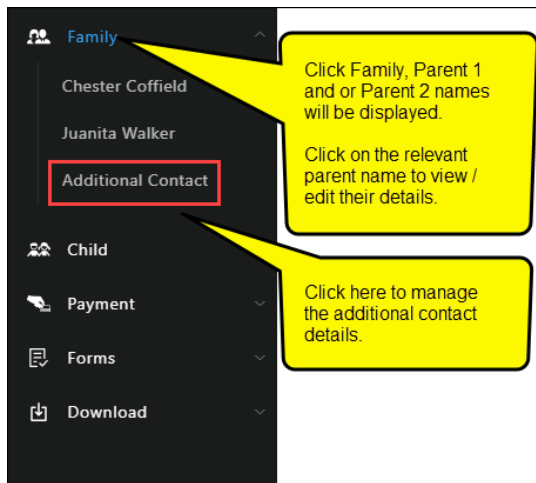 Family
Chester Coffield
Juanita Walker
Additional Contact
Child
Payment
Forms
Download
Click Family, Parent 1
and or Parent 2 names
will be displayed.
Click on the relevant
parent name to view /
edit their details.
Click here to manage
the additional contact
details.